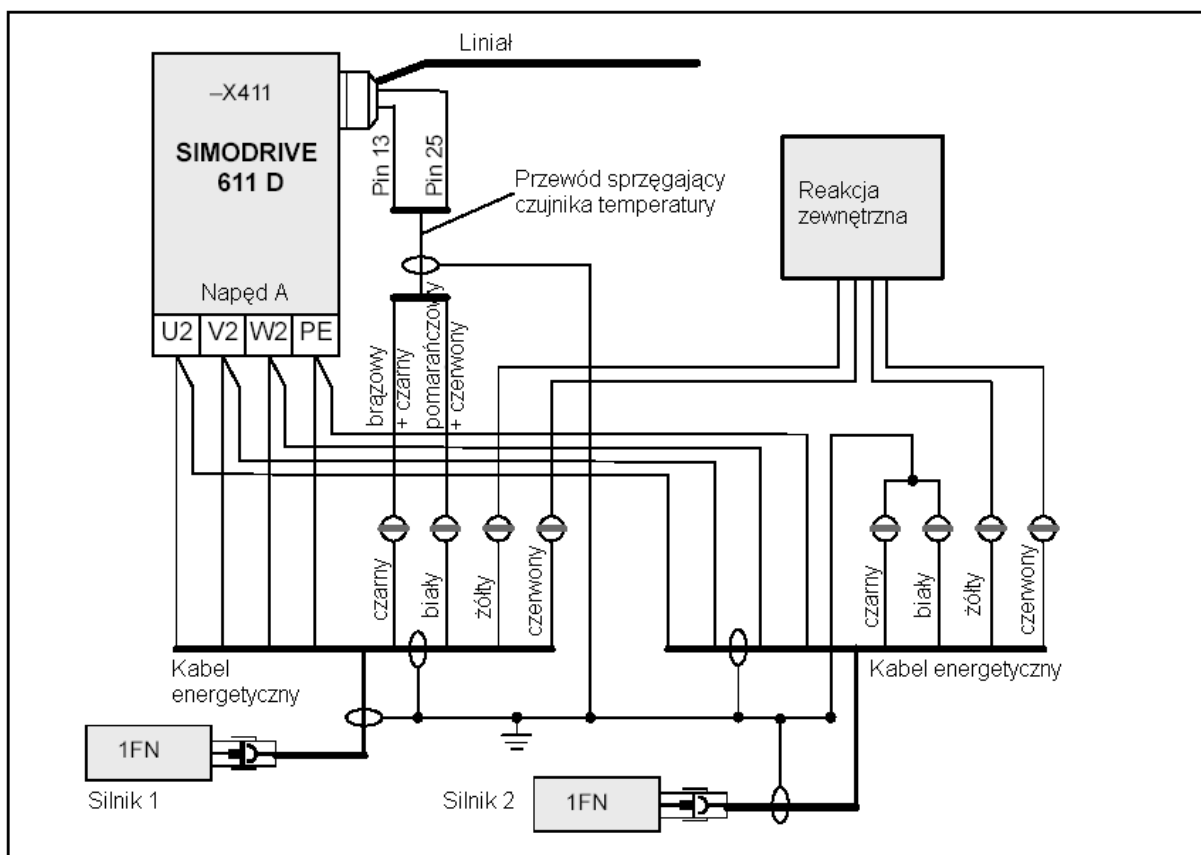 Liniał
–X411
SIMODRIVE
611 D
Pin 13
Pin 25
Przewód sprzęgający
czujnika temperatury
Reakcja
zewnętrzna
Napęd A
U2 V2 W2 PE
brązowy
+ czarny
pomarańczowy
+ czerwony
czarny
biały
żółty
czerwony
czarny
biały
żółty
czerwony
Kabel
energetyczny
Kabel energetyczny
1FN
Silnik 1
1FN
Silnik 2